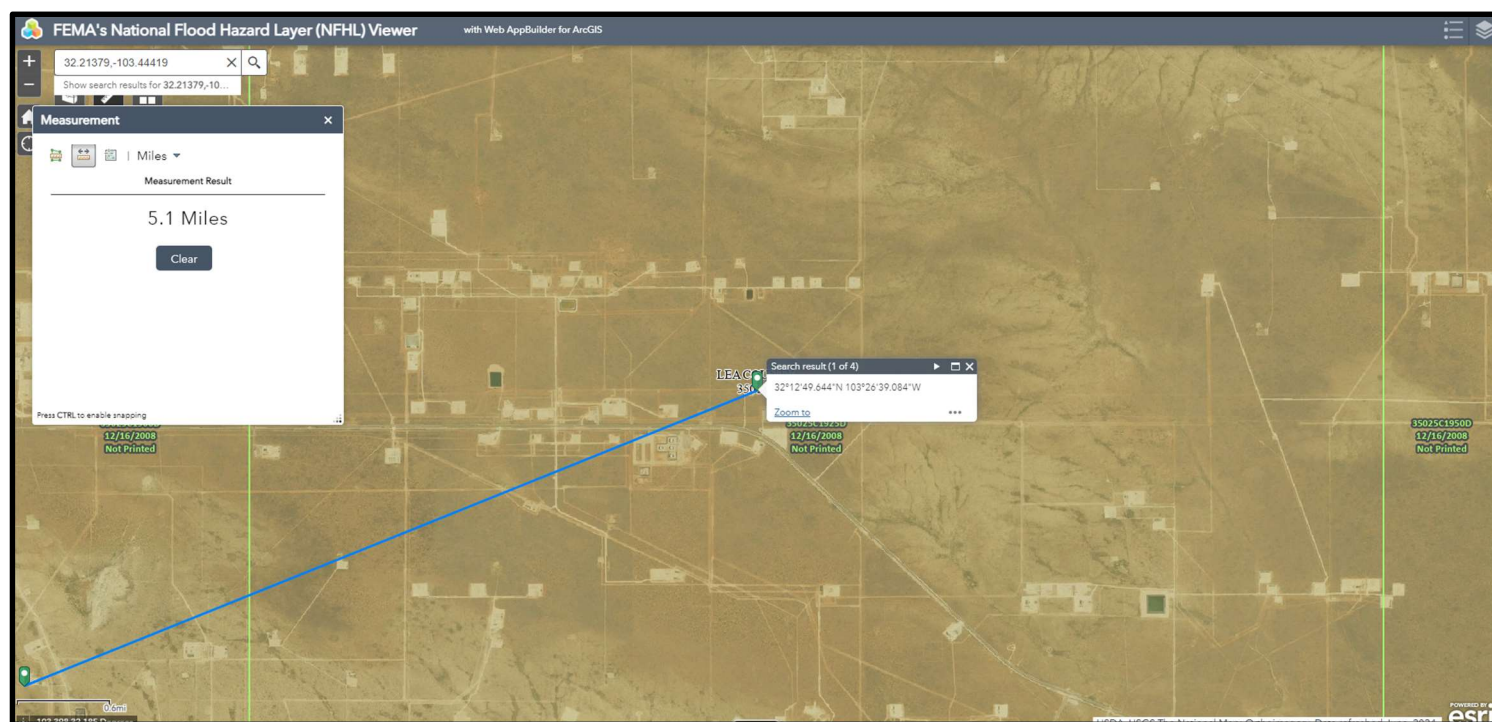 FEMA's National Flood Hazard Layer (NFHL) Viewer
with Web AppBuilder for ArcGIS
32.21379,-103.44419
Show search results for 32.21379,-10...
Measurement
Miles
Measurement Result
5.1 Miles
Clear
Press CTRL to enable snapping
Search result (1 of 4)
32°12'49.644"N 103°26'39.084"W
Zoom to
12/16/2008
Not Printed
35025C1925D
12/16/2008
Not Printed
35025C1950D
12/16/2008
Not Printed
0.6mi
POWERED BY
esri